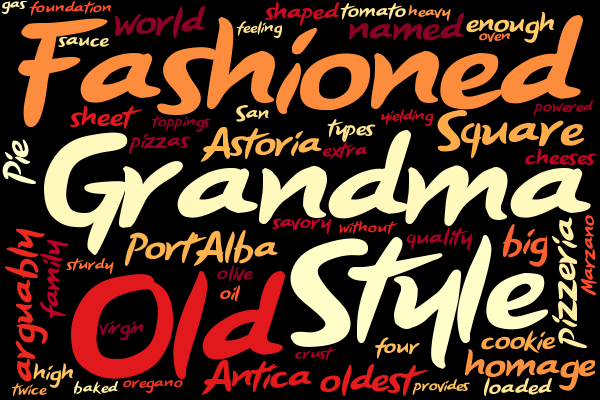 gas foundation
world
shaped tomato heavy
named enough
sauce
feeling
oven
Fashioned
powered
sheet toppings San
types yielding Square
pizzas Astoria extra
cheeses
Pie
Grandma
savory without
quality big
Port'Alba
sturdy
olive
oil
arguably
family
Pizzeria
Marzano
Old Style
virgin
crust four cookie
high
Antica oldest homage
twice baked oregano provides loaded